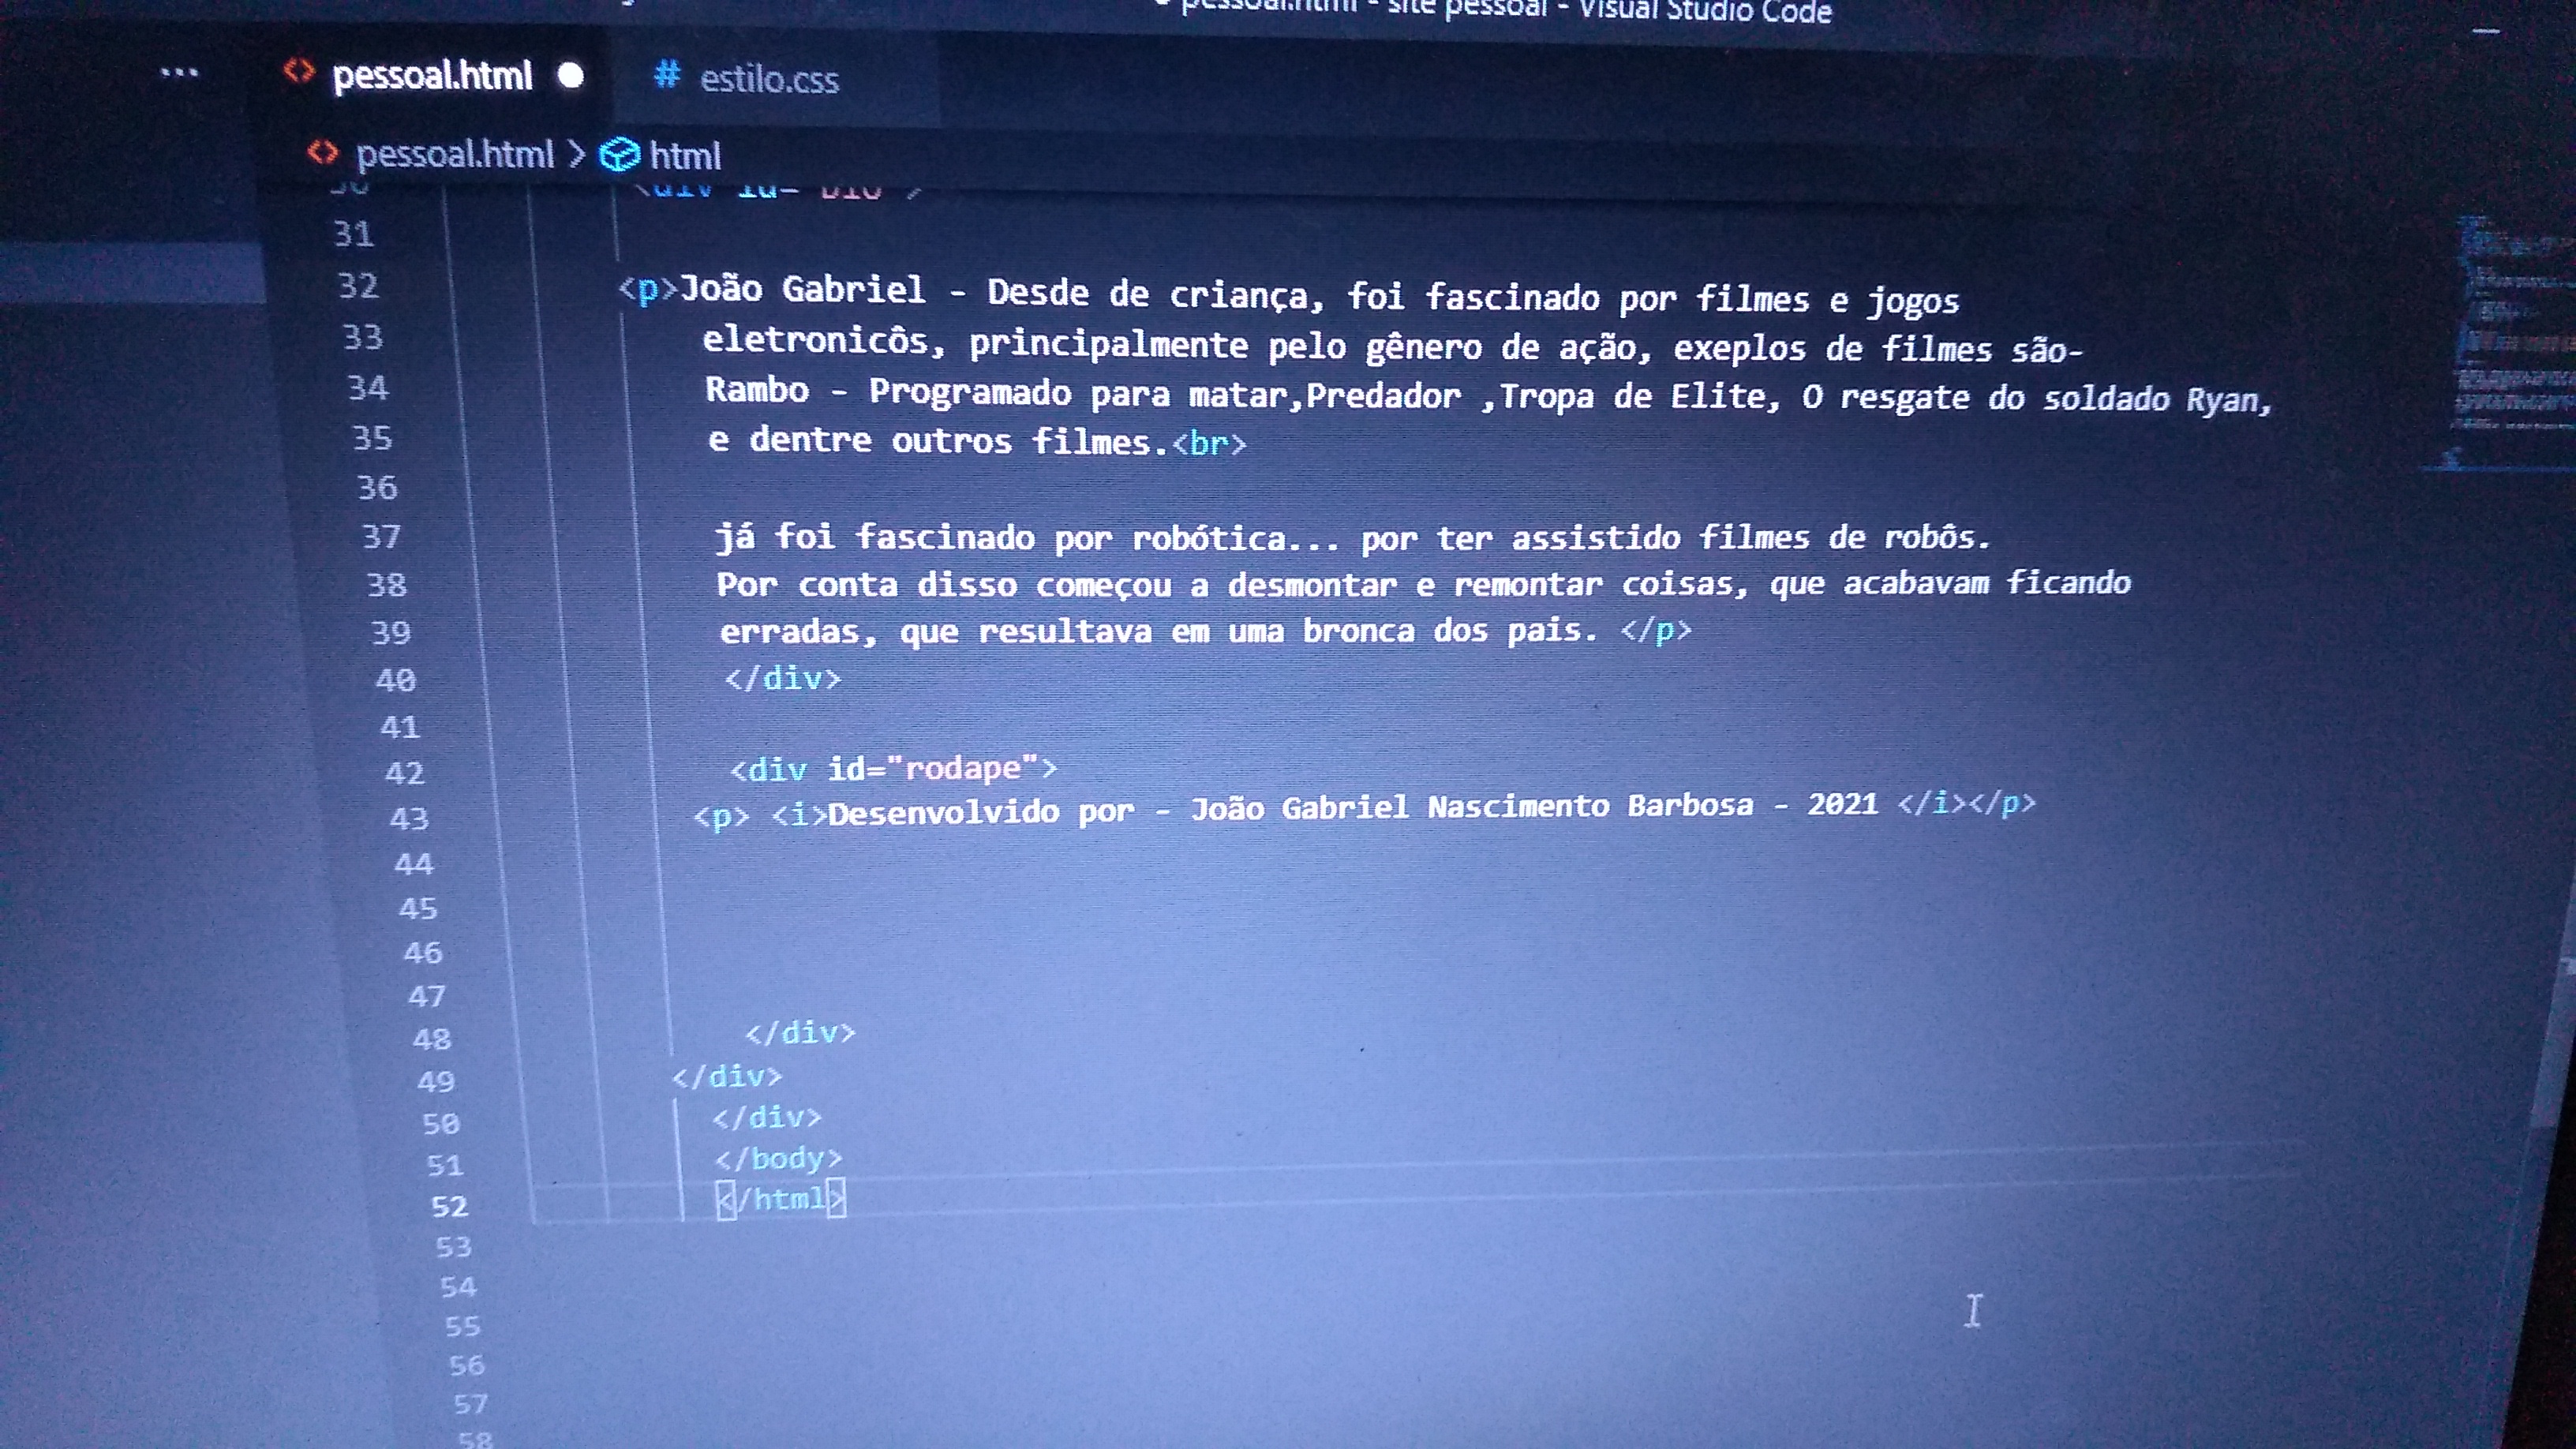 pessoal.html - site pessoal - Visual Studio Code
... <> pessoal.html ● # estilo.css
<> pessoal.html > html
30 <div id="bio">
31
32 <p>João Gabriel - Desde de criança, foi fascinado por filmes e jogos
33 eletronicôs, principalmente pelo gênero de ação, exeplos de filmes são-
34 Rambo - Programado para matar,Predador ,Tropa de Elite, O resgate do soldado Ryan,
35 e dentre outros filmes.<br>
36
37 já foi fascinado por robótica... por ter assistido filmes de robôs.
38 Por conta disso começou a desmontar e remontar coisas, que acabavam ficando
39 erradas, que resultava em uma bronca dos pais. </p>
40 </div>
41
42 <div id="rodape">
43 <p> <i>Desenvolvido por - João Gabriel Nascimento Barbosa - 2021 </i></p>
44
45
46
47
48 </div>
49 </div>
50 </div>
51 </body>
52 </html>
53
54
55
56
57
58